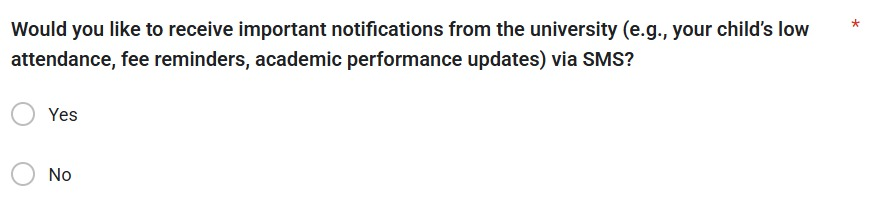 Would you like to receive important notifications from the university (e.g., your child's low *
attendance, fee reminders, academic performance updates) via SMS?
Yes
No